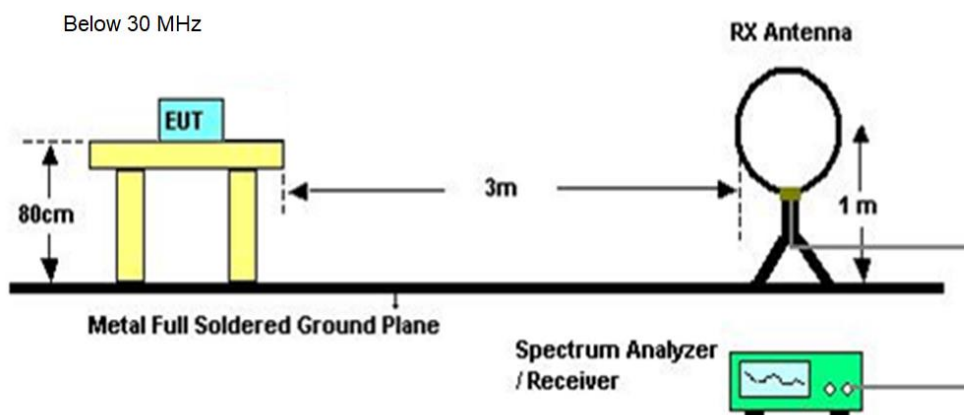 Below 30 MHz
RX Antenna
EUT
80cm
3m
1 m
Metal Full Soldered Ground Plane
Spectrum Analyzer
/ Receiver